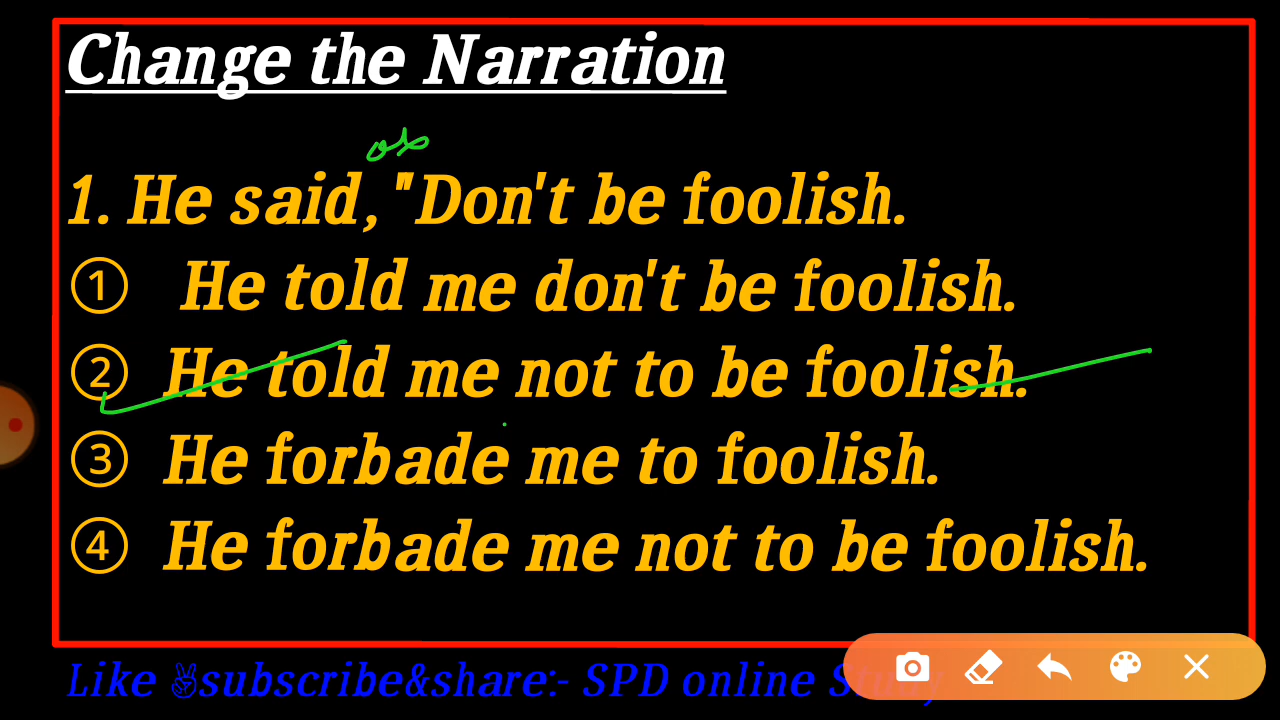 Change the Narration
1. He said,"Don't be foolish.
① He told me don't be foolish.
② He told me not to be foolish.
③ He forbade me to foolish.
④ He forbade me not to be foolish.
Like ✌subscribe&share:- SPD online Study